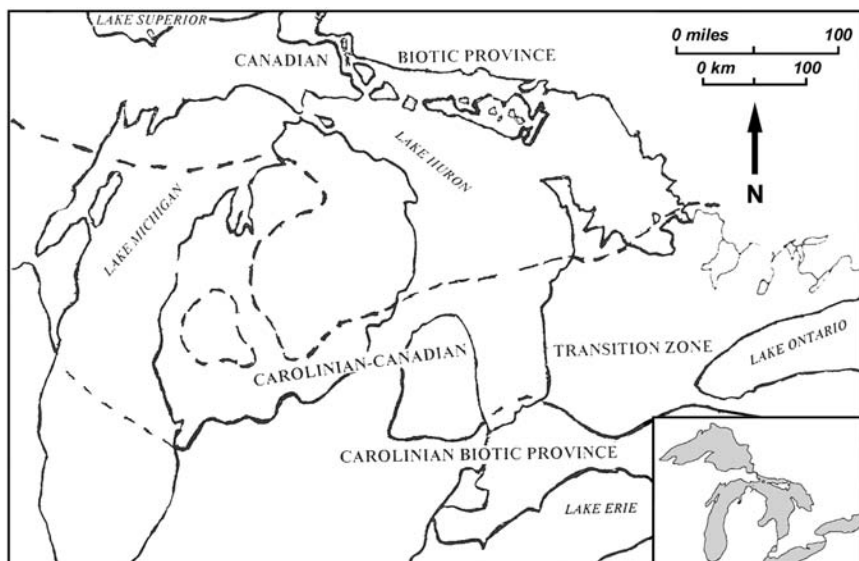 LAKE SUPERIOR
CANADIAN BIOTIC PROVINCE
0 miles 100
0 km 100
N
LAKE HURON
LAKE MICHIGAN
CAROLINIAN-CANADIAN TRANSITION ZONE
LAKE ONTARIO
CAROLINIAN BIOTIC PROVINCE
LAKE ERIE